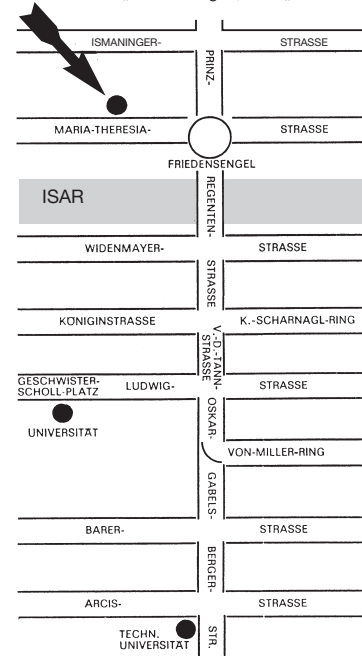 ISMANINGER- STRASSE
PRINZ-
MARIA-THERESIA- STRASSE
FRIEDENSENGEL
REGENTEN-
ISAR
WIDENMAYER- STRASSE
STRASSE
KÖNIGINSTRASSE K.-SCHARNAGL-RING
V.-D.-TANN-
STRASSE
GESCHWISTER-
SCHOLL-PLATZ
LUDWIG- STRASSE
OSKAR-
UNIVERSITÄT
VON-MILLER-RING
GABELS-
BARER- STRASSE
BERGER-
ARCIS- STRASSE
TECHN.
UNIVERSITÄT
STR.